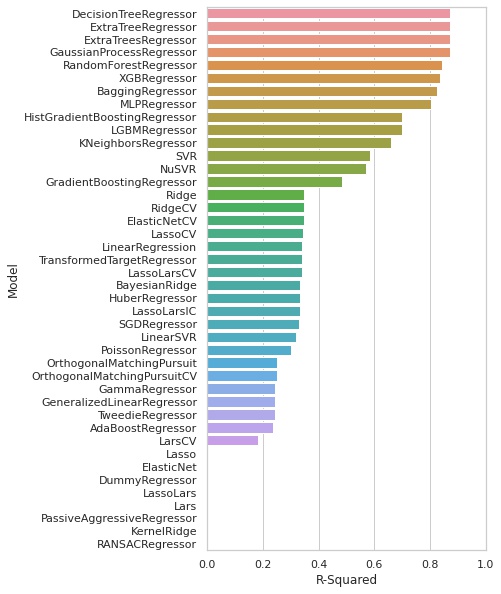 DecisionTreeRegressor
ExtraTreeRegressor
ExtraTreesRegressor
GaussianProcessRegressor
RandomForestRegressor
XGBRegressor
BaggingRegressor
MLPRegressor
HistGradientBoostingRegressor
LGBMRegressor
KNeighborsRegressor
SVR
NuSVR
GradientBoostingRegressor
Ridge
RidgeCV
ElasticNetCV
LassoCV
LinearRegression
TransformedTargetRegressor
LassoLarsCV
BayesianRidge
HuberRegressor
LassoLarsIC
SGDRegressor
LinearSVR
PoissonRegressor
OrthogonalMatchingPursuit
OrthogonalMatchingPursuitCV
GammaRegressor
GeneralizedLinearRegressor
TweedieRegressor
AdaBoostRegressor
LarsCV
Lasso
ElasticNet
DummyRegressor
LassoLars
Lars
PassiveAggressiveRegressor
KernelRidge
RANSACRegressor
Model
0.0 0.2 0.4 0.6 0.8 1.0
R-Squared